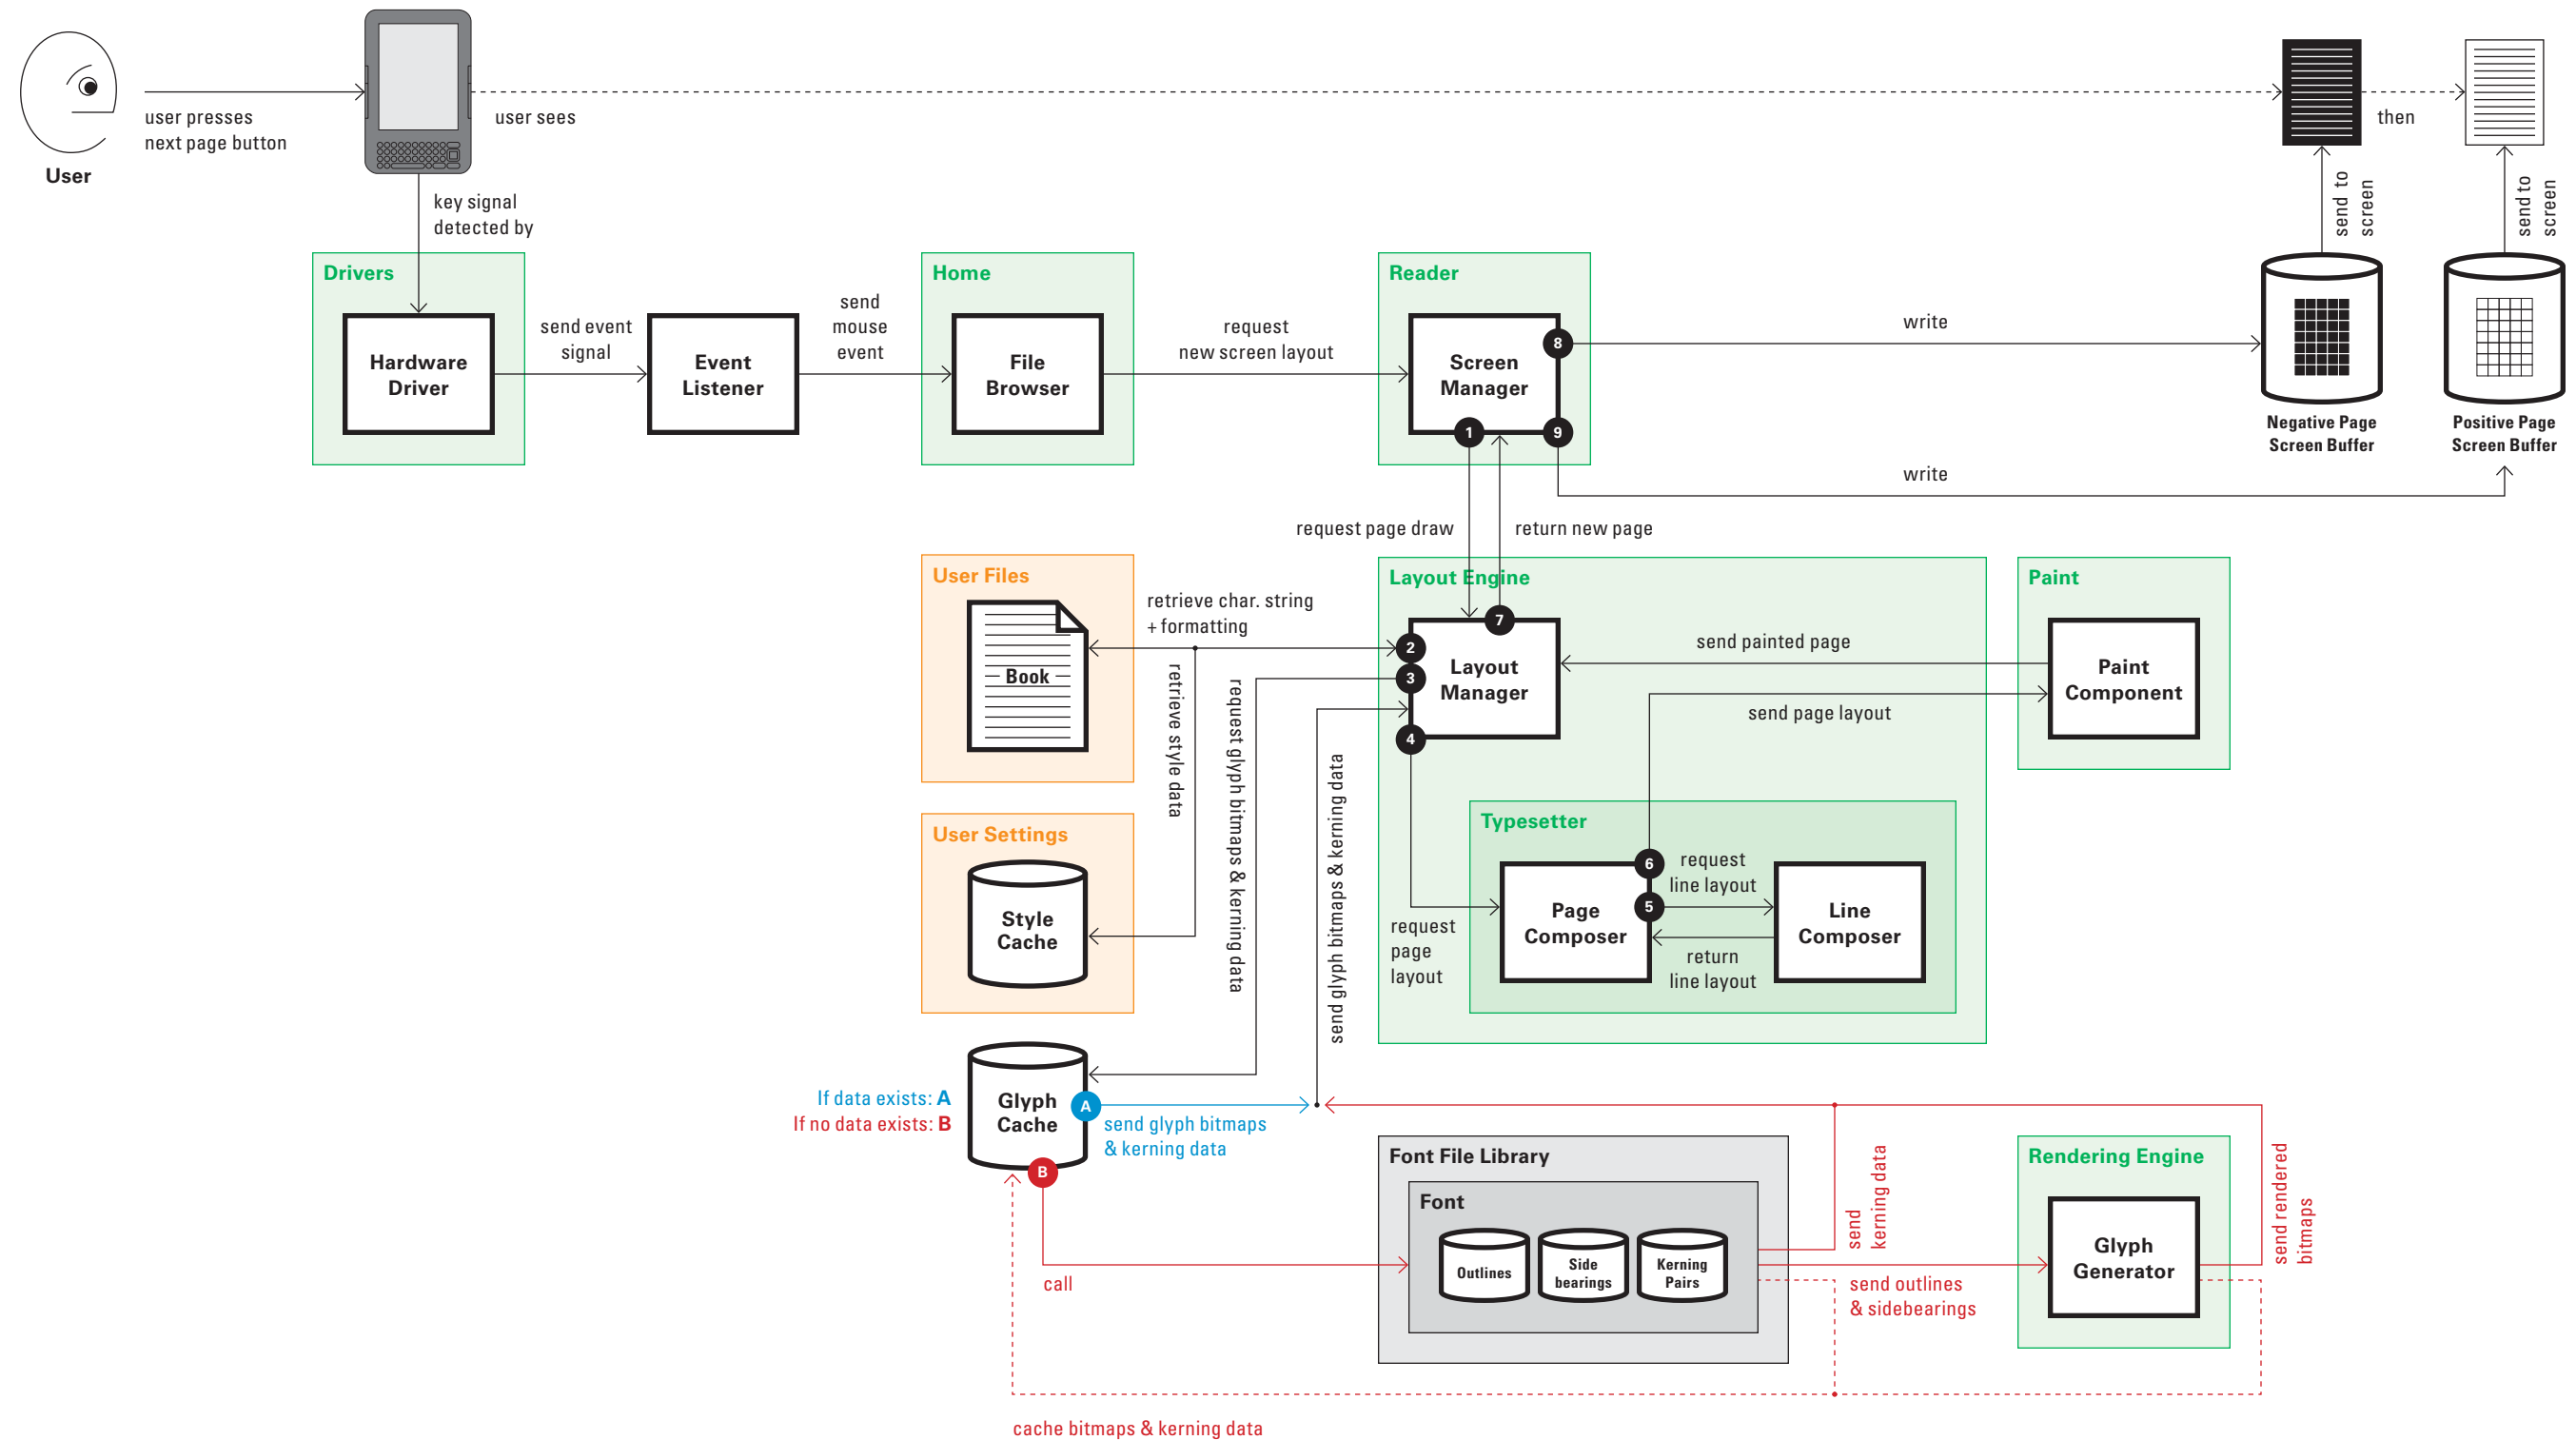 user presses
next page button
User
user sees
then
key signal
detected by
send to
screen
send to
screen
Drivers
Hardware
Driver
send event
signal
Event
Listener
send
mouse
event
Home
File
Browser
request
new screen layout
Reader
Screen
Manager
8
1
9
write
write
Negative Page
Screen Buffer
Positive Page
Screen Buffer
request page draw
return new page
User Files
Book
retrieve char. string
+ formatting
retrieve style data
request glyph bitmaps & kerning data
send glyph bitmaps & kerning data
Layout Engine
7
2
3
4
Layout
Manager
send painted page
send page layout
Paint
Paint
Component
User Settings
Style
Cache
Typesetter
6
5
Page
Composer
request
line layout
return
line layout
Line
Composer
request
page
layout
If data exists: A
If no data exists: B
Glyph
Cache
A
B
send glyph bitmaps
& kerning data
call
Font File Library
Font
Outlines
Side
bearings
Kerning
Pairs
send
kerning data
send outlines
& sidebearings
Rendering Engine
Glyph
Generator
send rendered
bitmaps
cache bitmaps & kerning data